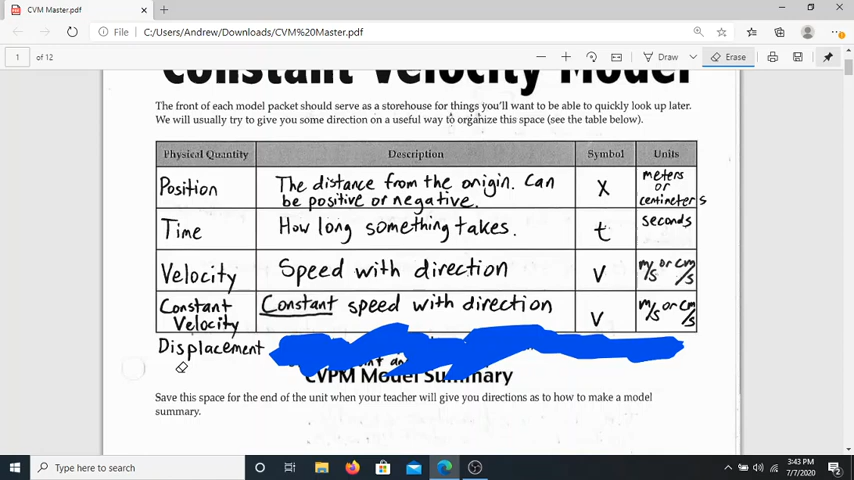 CVM Master.pdf
File
C:/Users/Andrew/Downloads/CVM%20Master.pdf
1 of 12
Draw
Erase
Constant Velocity Model
The front of each model packet should serve as a storehouse for things you'll want to be able to quickly look up later.
We will usually try to give you some direction on a useful way to organize this space (see the table below).
Physical Quantity Description Symbol Units
Position The distance from the origin. Can be positive or negative. X meters or centimeters
Time How long something takes. t seconds
Velocity Speed with direction V m/s or cm/s
Constant Velocity Constant speed with direction V m/s or cm/s
Displacement
CVPM Model Summary
Save this space for the end of the unit when your teacher will give you directions as to how to make a model
summary.
Type here to search
3:43 PM
7/7/2020
2